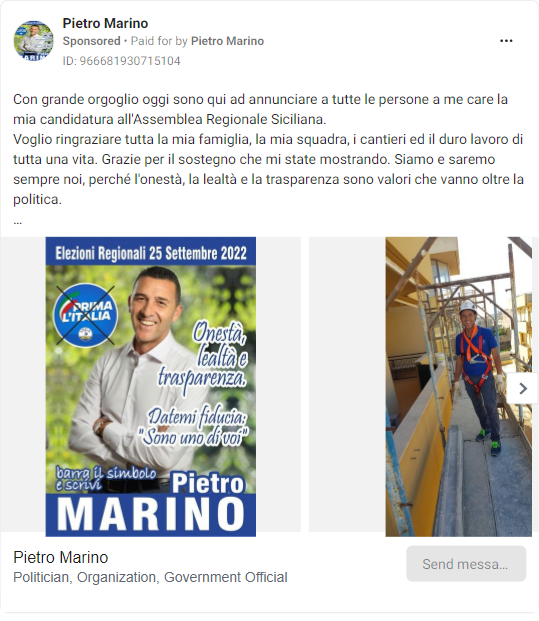 Pietro Marino
Sponsored • Paid for by Pietro Marino
ID: 966681930715104
Con grande orgoglio oggi sono qui ad annunciare a tutte le persone a me care la
mia candidatura all'Assemblea Regionale Siciliana.
Voglio ringraziare tutta la mia famiglia, la mia squadra, i cantieri ed il duro lavoro di
tutta una vita. Grazie per il sostegno che mi state mostrando. Siamo e saremo
sempre noi, perché l'onestà, la lealtà e la trasparenza sono valori che vanno oltre la
politica.
...
Elezioni Regionali 25 Settembre 2022
PRIMA
L'ITALIA
Onestà,
lealtà e
trasparenza.
Datemi fiducia:
"Sono uno di voi"
barra il simbolo
e scrivi
Pietro
MARINO
Pietro Marino
Politician, Organization, Government Official
Send messa...